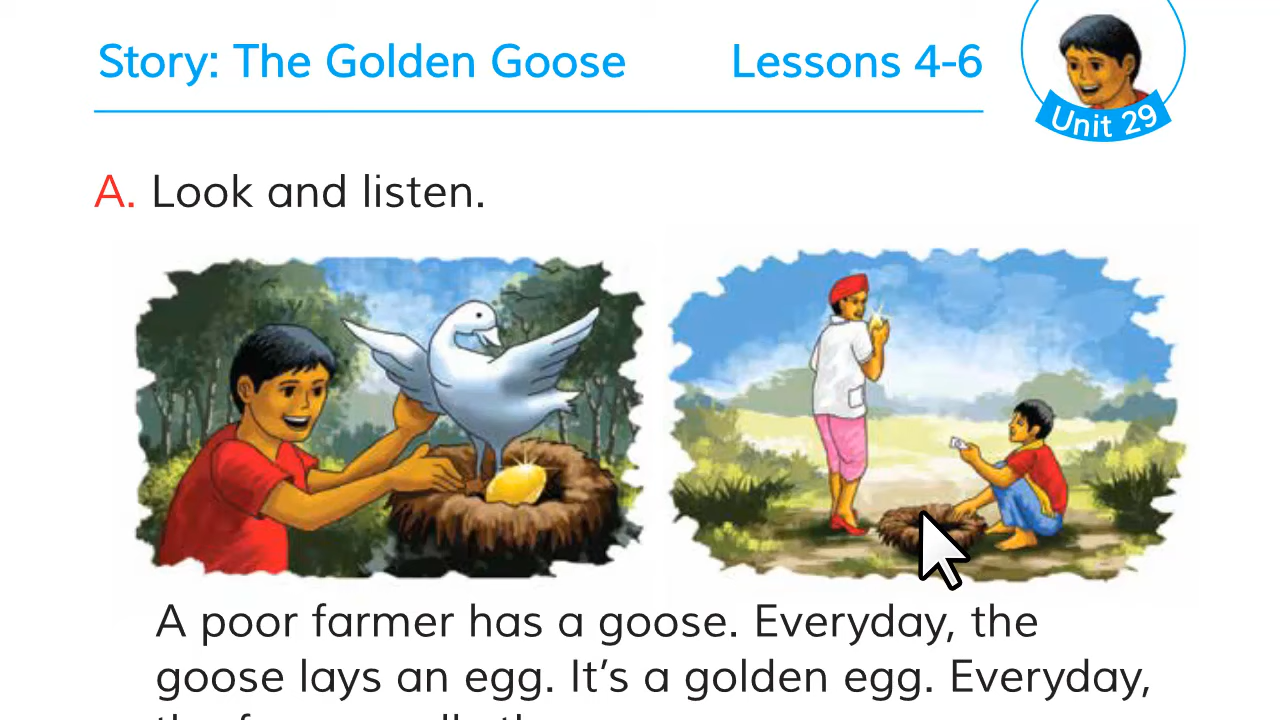 Story: The Golden Goose
Lessons 4-6
Unit 29
A. Look and listen.
A poor farmer has a goose. Everyday, the
goose lays an egg. It's a golden egg. Everyday,